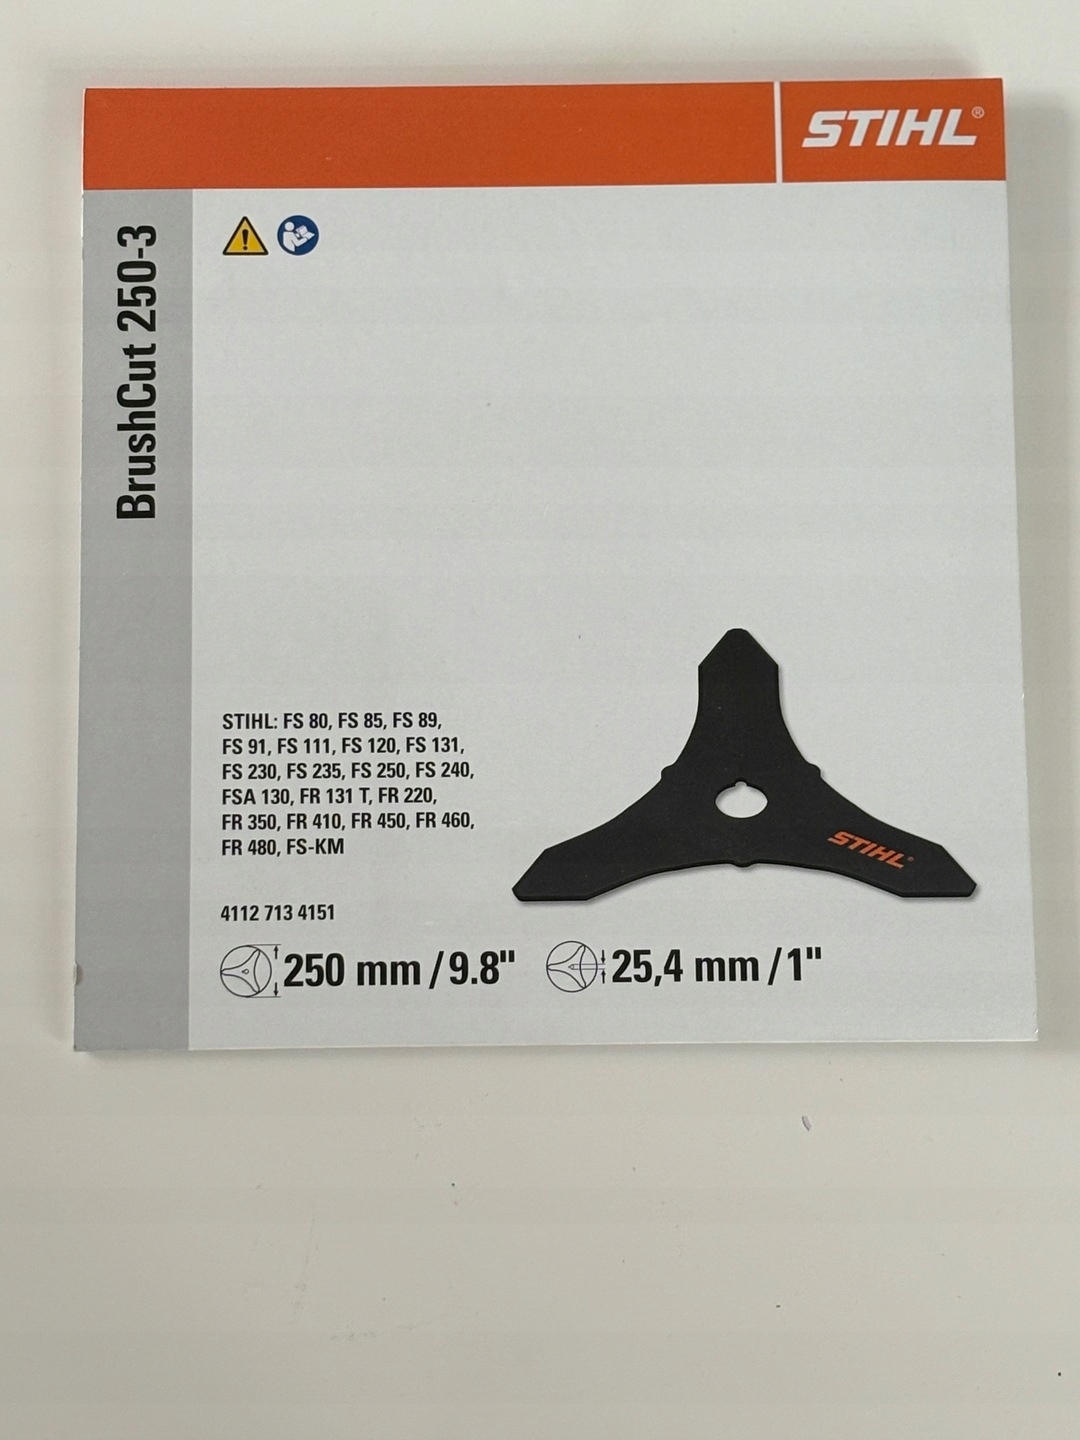 STIHL®
BrushCut 250-3
STIHL: FS 80, FS 85, FS 89,
FS 91, FS 111, FS 120, FS 131,
FS 230, FS 235, FS 250, FS 240,
FSA 130, FR 131 T, FR 220,
FR 350, FR 410, FR 450, FR 460,
FR 480, FS-KM
STIHL®
4112 713 4151
250 mm / 9.8" 25,4 mm / 1"